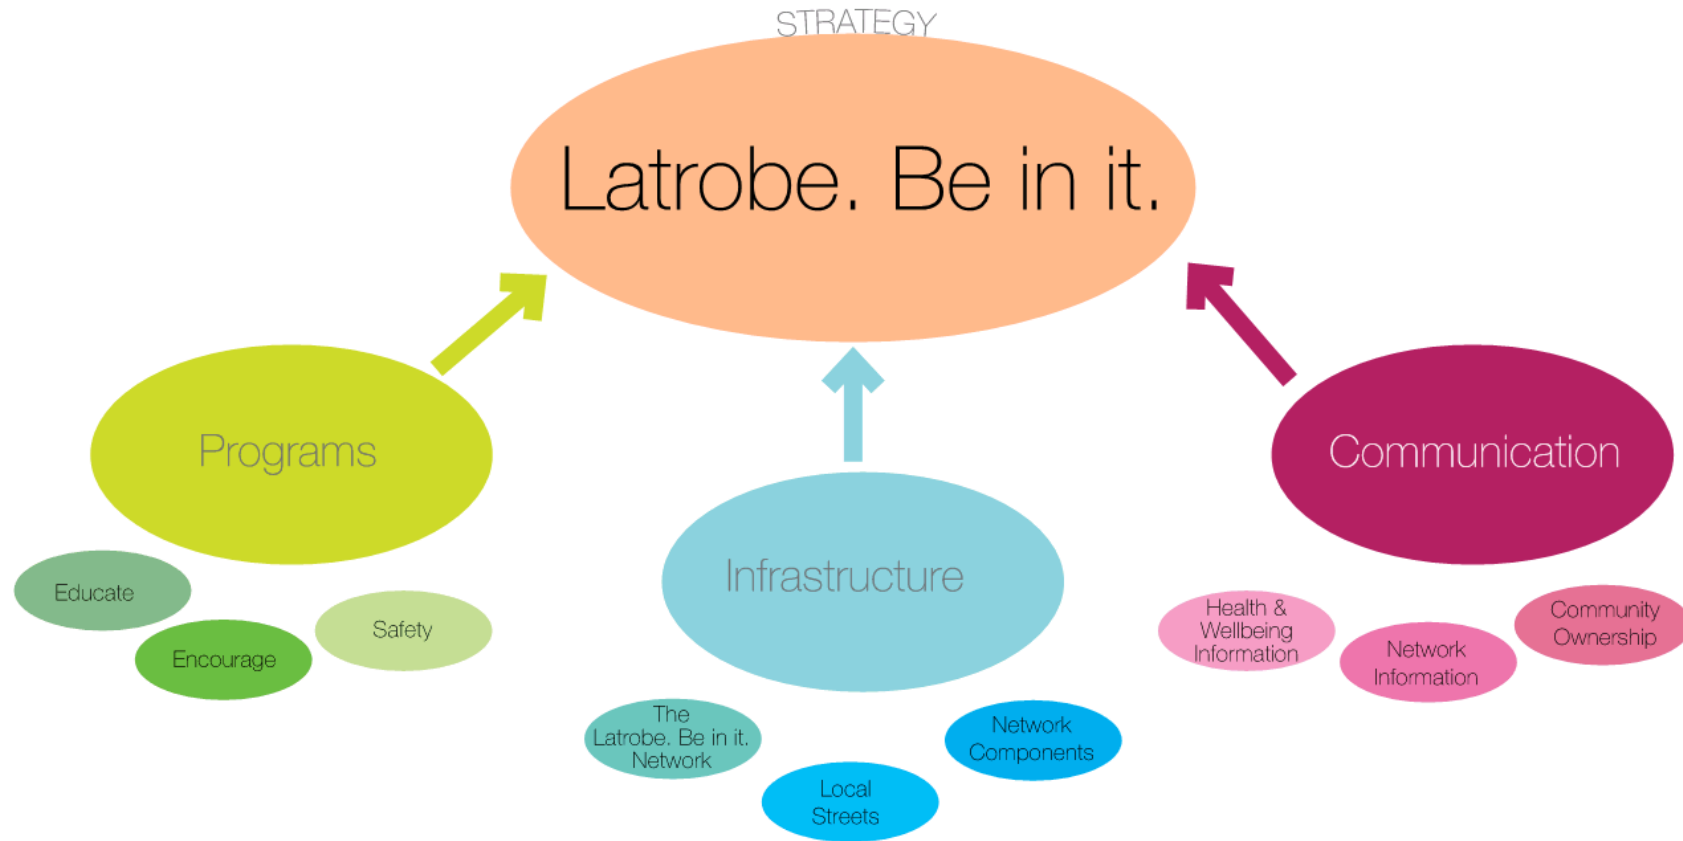 STRATEGY
Latrobe. Be in it.
Programs
Educate
Encourage
Safety
Infrastructure
The
Latrobe. Be in it.
Network
Local
Streets
Network
Components
Communication
Health &
Wellbeing
Information
Network
Information
Community
Ownership